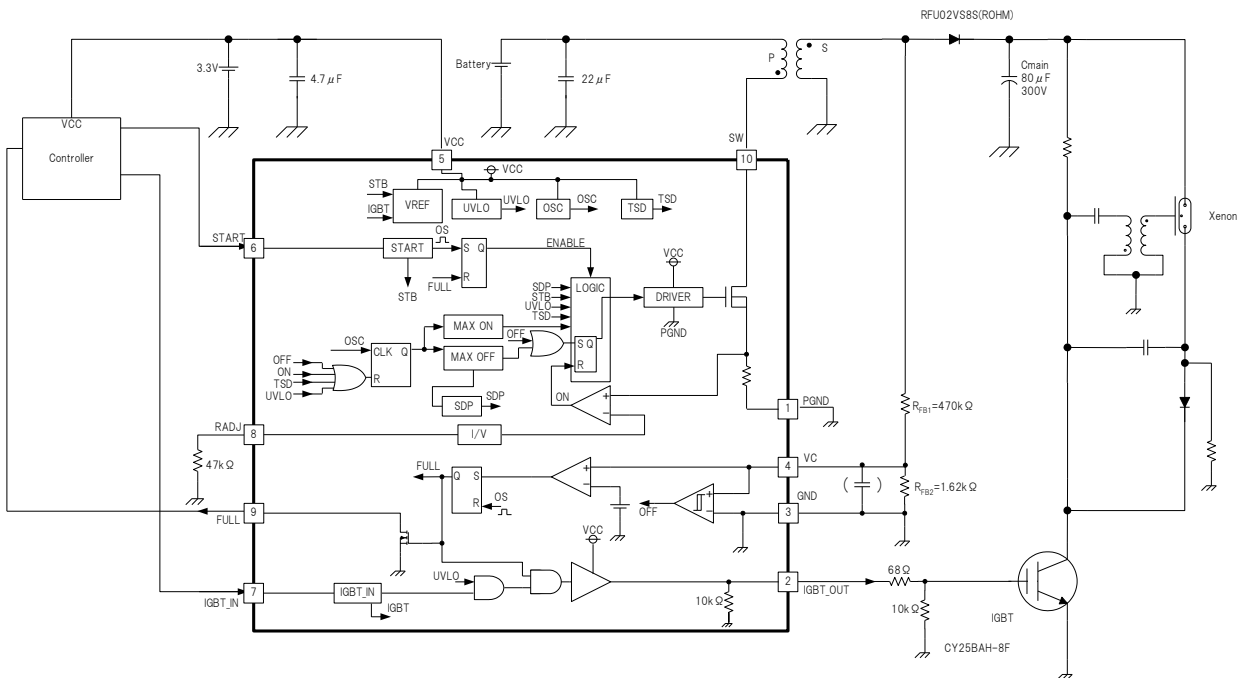 RFU02VS8S(ROHM)
P
S
3.3V
4.7μF
Battery
22μF
Cmain
80μF
300V
VCC
Controller
VCC
5
SW
10
VCC
STB
IGBT
VREF
UVLO
UVLO
OSC
OSC
TSD
TSD
Xenon
START
6
START
STB
OS
S Q
R
FULL
ENABLE
LOGIC
SDP
STB
UVLO
TSD
VCC
DRIVER
PGND
OSC
CLK Q
R
OFF
ON
TSD
UVLO
MAX ON
MAX OFF
OFF
S Q
R
SDP
SDP
ON
+
−
1
PGND
RFB1=470kΩ
RADJ
8
I/V
47kΩ
4
VC
FULL
Q S
R
OS
+
−
OFF
+
−
( )
GND
3
RFB2=1.62kΩ
9
FULL
VCC
UVLO
7
IGBT_IN
IGBT_IN
IGBT
10kΩ
2
IGBT_OUT
68Ω
10kΩ
IGBT
CY25BAH-8F